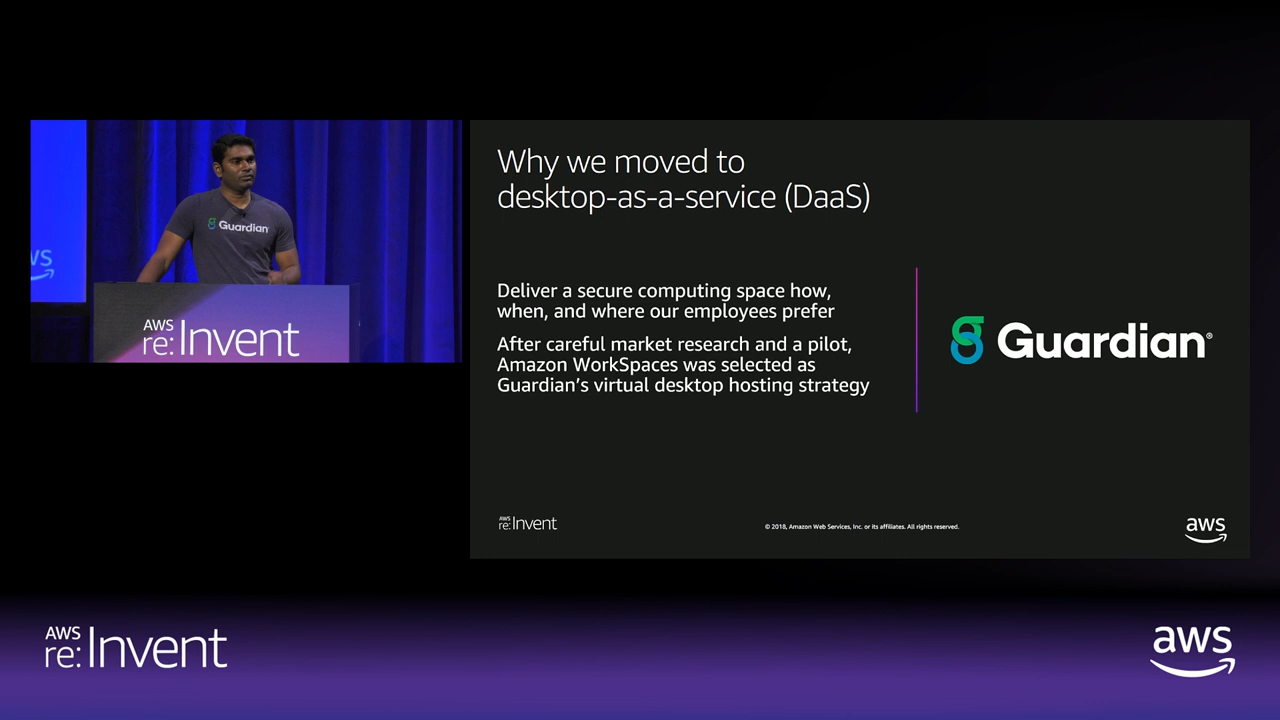 VS
Guardian
AWS
re:Invent
Why we moved to
desktop-as-a-service (DaaS)
Deliver a secure computing space how,
when, and where our employees prefer
After careful market research and a pilot,
Amazon WorkSpaces was selected as
Guardian's virtual desktop hosting strategy
Guardian®
AWS
re:Invent
© 2018, Amazon Web Services, Inc. or its affiliates. All rights reserved.
aws
AWS
re:Invent
aws